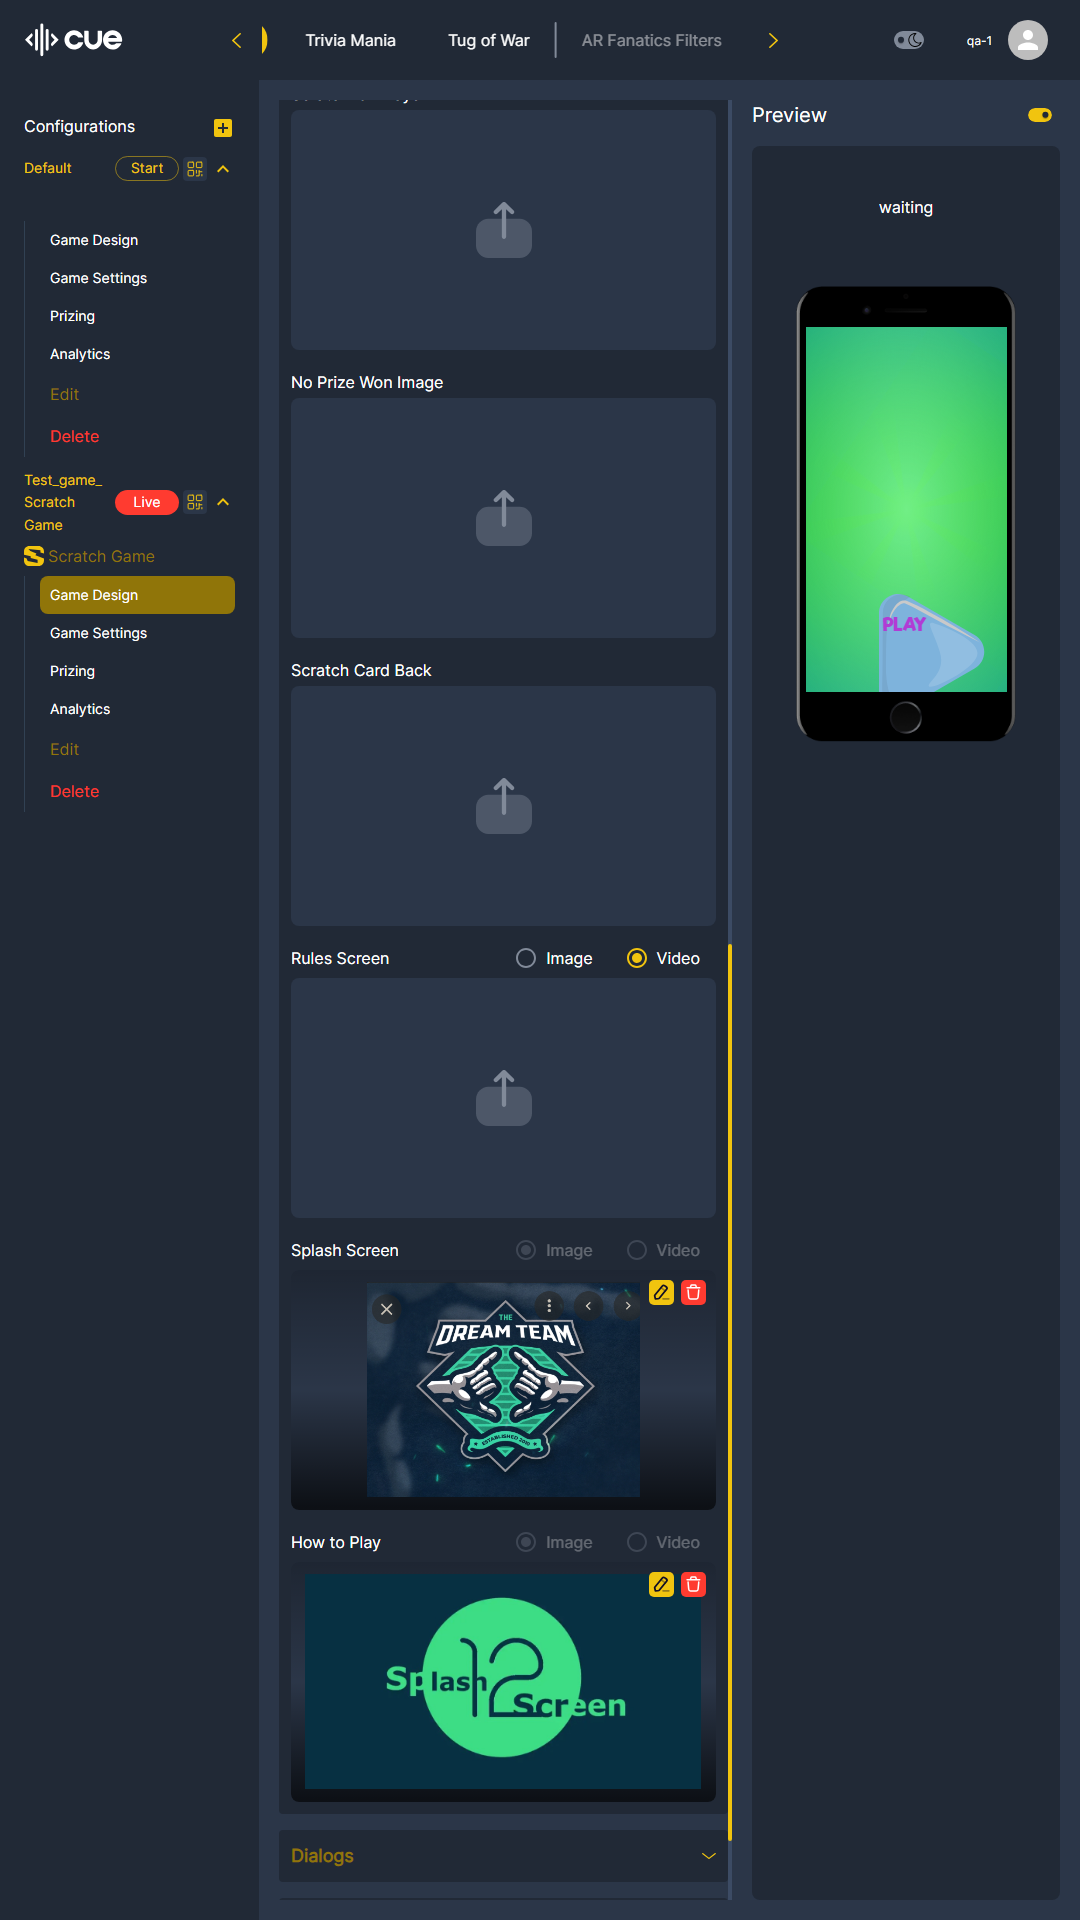 cue
Trivia Mania
Tug of War
AR Fanatics Filters
qa-1
Configurations
Default
Start
Game Design
Game Settings
Prizing
Analytics
Edit
Delete
Test_game_
Scratch
Game
Live
Scratch Game
Game Design
Game Settings
Prizing
Analytics
Edit
Delete
No Prize Won Image
Scratch Card Back
Rules Screen
Image
Video
Splash Screen
Image
Video
THE
DREAM TEAM
ESTABLISHED 2010
How to Play
Image
Video
Splash 12 Screen
Dialogs
Preview
waiting
PLAY